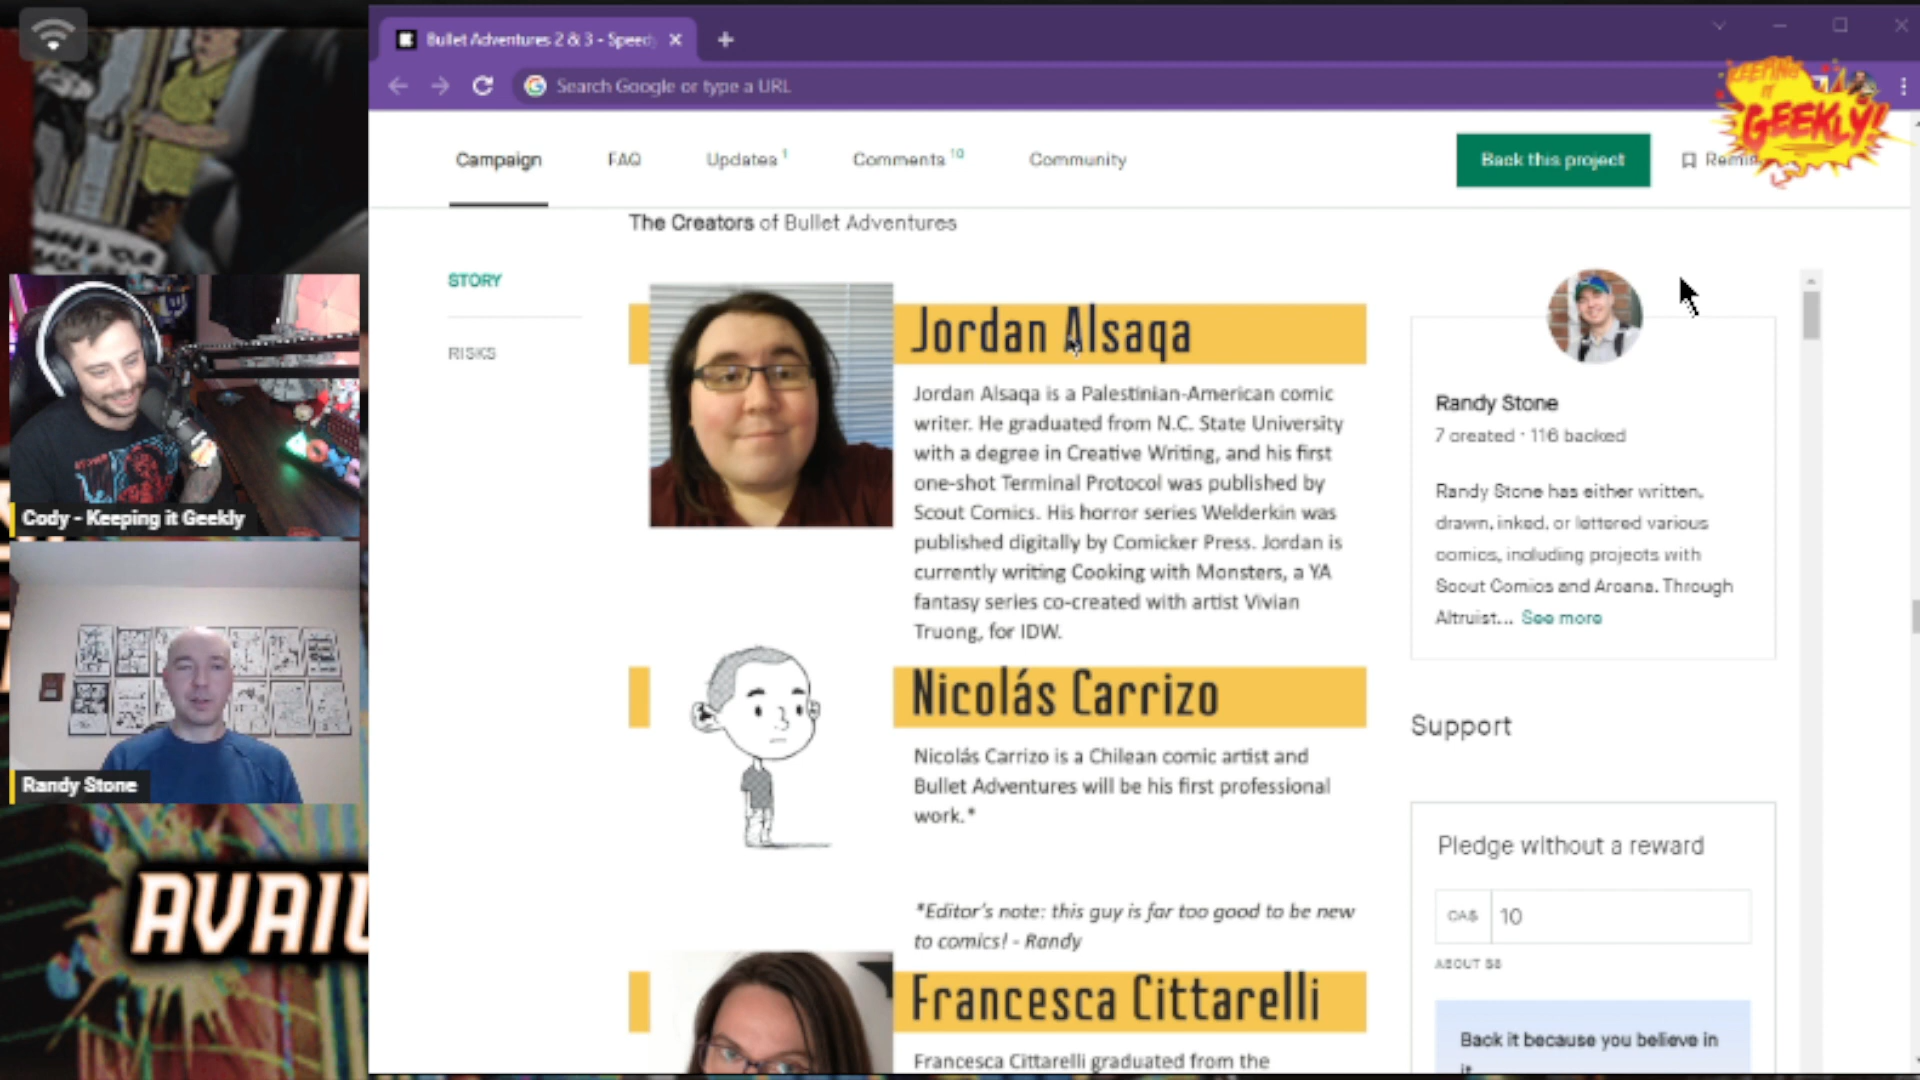 Bullet Adventures 2 & 3 - Speed
Search Google or type a URL
KEEPING
IT
GEEKLY!
Campaign
FAQ
Updates 1
Comments 10
Community
Back this project
The Creators of Bullet Adventures
STORY
RISKS
Jordan Alsaqa
Jordan Alsaqa is a Palestinian-American comic
writer. He graduated from N.C. State University
with a degree in Creative Writing, and his first
one-shot Terminal Protocol was published by
Scout Comics. His horror series Welderkin was
published digitally by Comicker Press. Jordan is
currently writing Cooking with Monsters, a YA
fantasy series co-created with artist Vivian
Truong, for IDW.
Nicolás Carrizo
Nicolás Carrizo is a Chilean comic artist and
Bullet Adventures will be his first professional
work.*
*Editor's note: this guy is far too good to be new
to comics! - Randy
Francesca Cittarelli
Francesca Cittarelli graduated from the
Randy Stone
7 created · 116 backed
Randy Stone has either written,
drawn, inked, or lettered various
comics, including projects with
Scout Comics and Arcana. Through
Altruist... See more
Support
Pledge without a reward
CA$ 10
ABOUT $8
Back it because you believe in
it.
Cody - Keeping it Geekly
Randy Stone
AVAIL